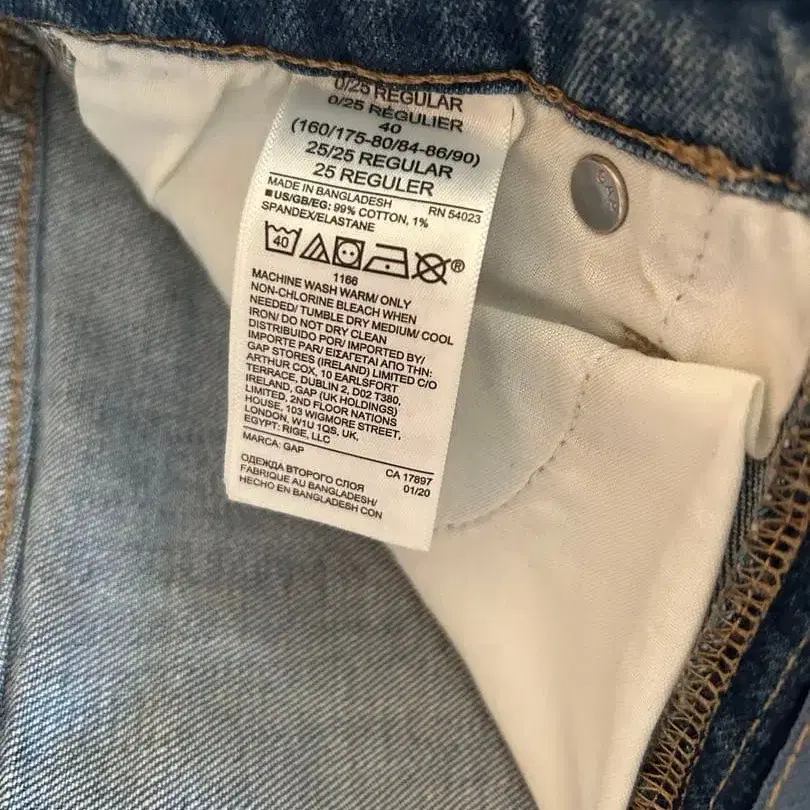 0/25 REGULAR
0/25 RÉGULIER
40
(160/175-80/84-86/90)
25/25 REGULAR
25 REGULER
MADE IN BANGLADESH RN 54023
■US/GB/EG: 99% COTTON, 1%
SPANDEX/ELASTANE
40 ®
1166
MACHINE WASH WARM/ ONLY
NON-CHLORINE BLEACH WHEN
NEEDED/ TUMBLE DRY MEDIUM/ COOL
IRON/ DO NOT DRY CLEAN
DISTRIBUIDO POR/ IMPORTED BY/
IMPORTE PAR/ ΕΙΣΑΓΕΤΑΙ ΑΠΟ ΤΗΝ:
GAP STORES (IRELAND) LIMITED C/O
ARTHUR COX, 10 EARLSFORT
TERRACE, DUBLIN 2, D02 T380,
IRELAND, GAP (UK HOLDINGS)
LIMITED, 2ND FLOOR NATIONS
HOUSE, 103 WIGMORE STREET,
LONDON, W1U 1QS, UK,
EGYPT: RIGE, LLC
MARCA: GAP
CA 17897
01/20
ОДЕЖДА ВТОРОГО СЛОЯ
FABRIQUE AU BANGLADESH/
HECHO EN BANGLADESH CON
GAP